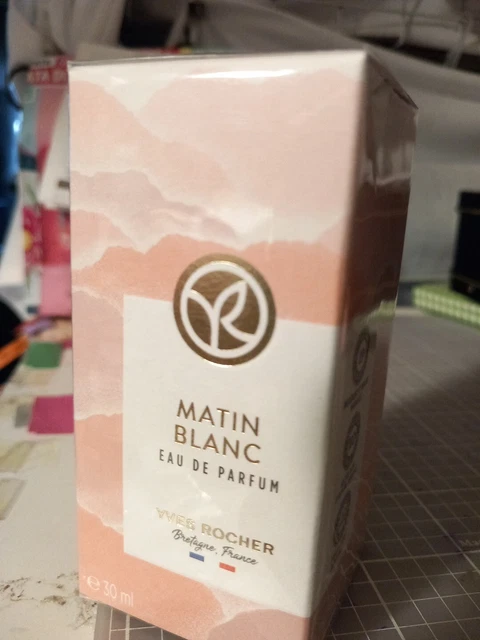 MATIN
BLANC
EAU DE PARFUM
YVES ROCHER
Bretagne, France
℮ 30 ml